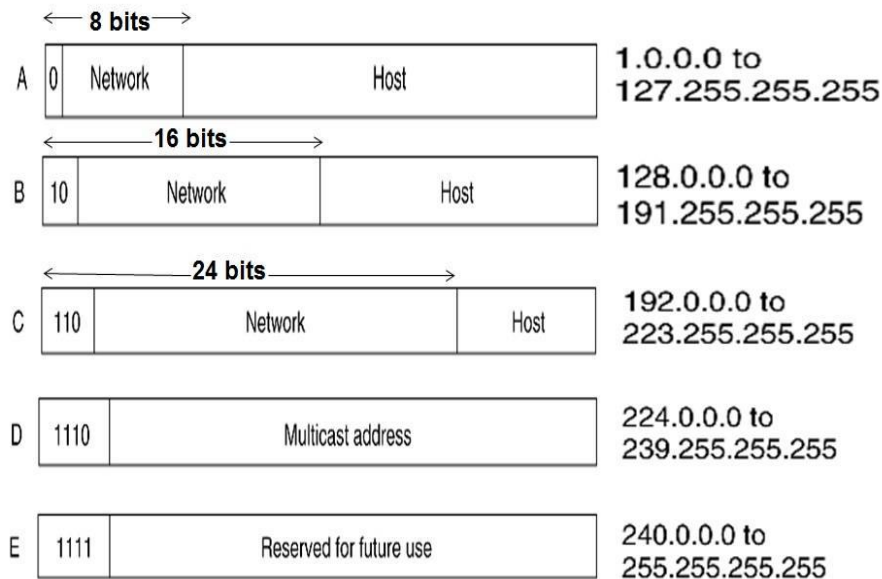 8 bits
A 0 Network Host 1.0.0.0 to
127.255.255.255
16 bits
B 10 Network Host 128.0.0.0 to
191.255.255.255
24 bits
C 110 Network Host 192.0.0.0 to
223.255.255.255
D 1110 Multicast address 224.0.0.0 to
239.255.255.255
E 1111 Reserved for future use 240.0.0.0 to
255.255.255.255